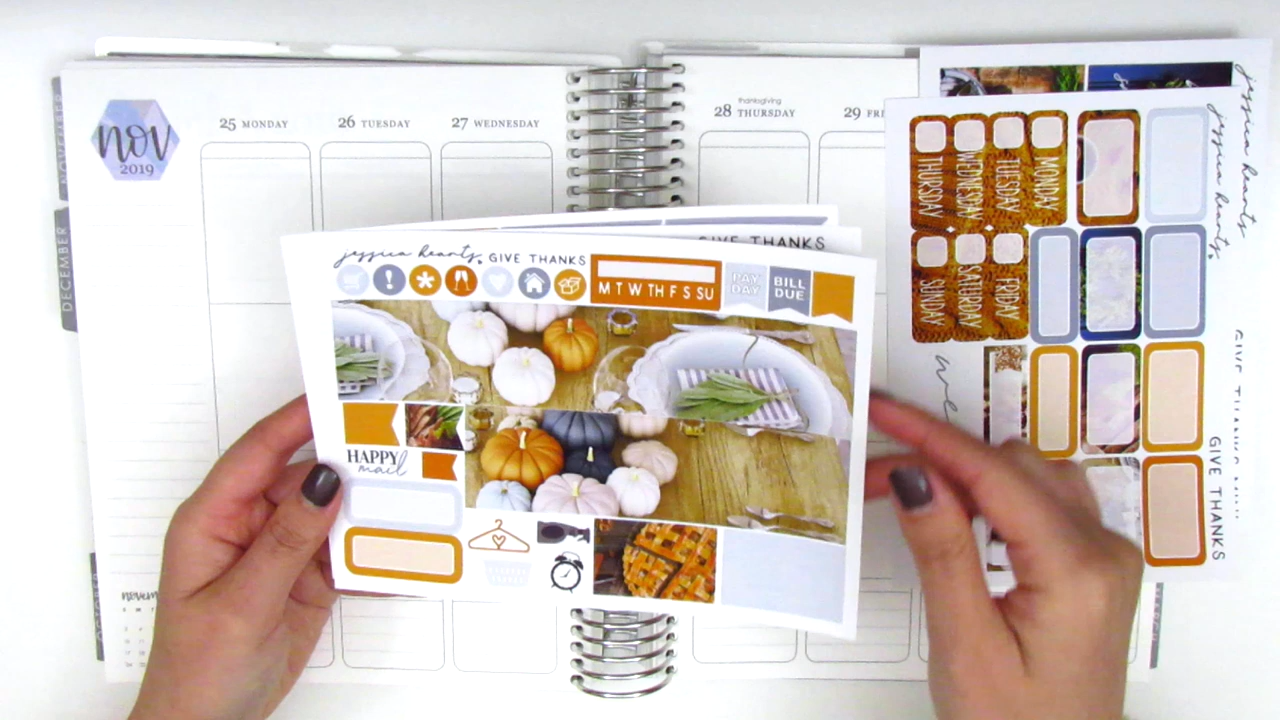 nov
2019
25 MONDAY
26 TUESDAY
27 WEDNESDAY
thanksgiving
28 THURSDAY
29 FRI
NOVEMBER
DECEMBER
jessica hearts
GIVE THANKS
GIVE THANKS
M T W TH F S SU
PAY DAY
BILL DUE
HAPPY
mail
MONDAY
TUESDAY
WEDNESDAY
THURSDAY
FRIDAY
SATURDAY
SUNDAY
we
jessica hearts
jessica hearts
GIVE THANKS